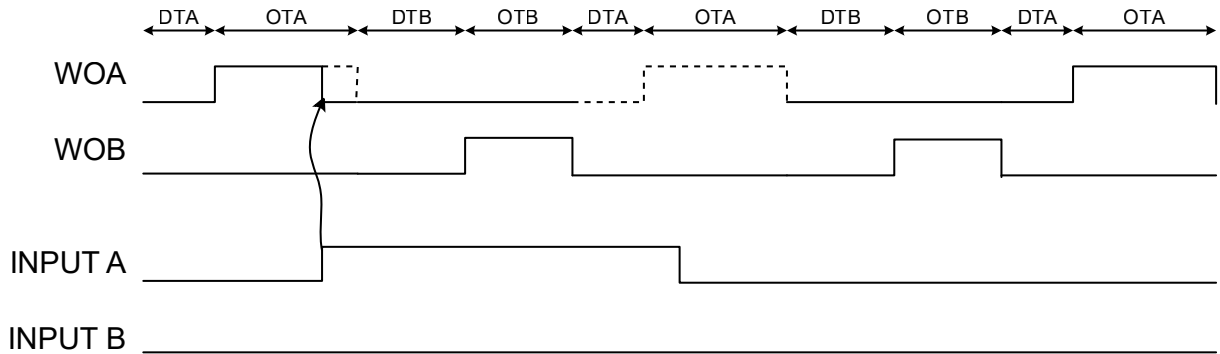 DTA OTA DTB OTB DTA OTA DTB OTB DTA OTA
WOA
WOB
INPUT A
INPUT B